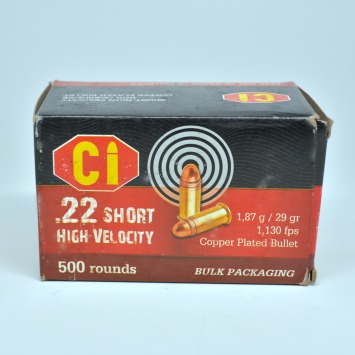 CI
.22 SHORT
HIGH VELOCITY
500 rounds
1,87 g / 29 gr
1,130 fps
Copper Plated Bullet
BULK PACKAGING